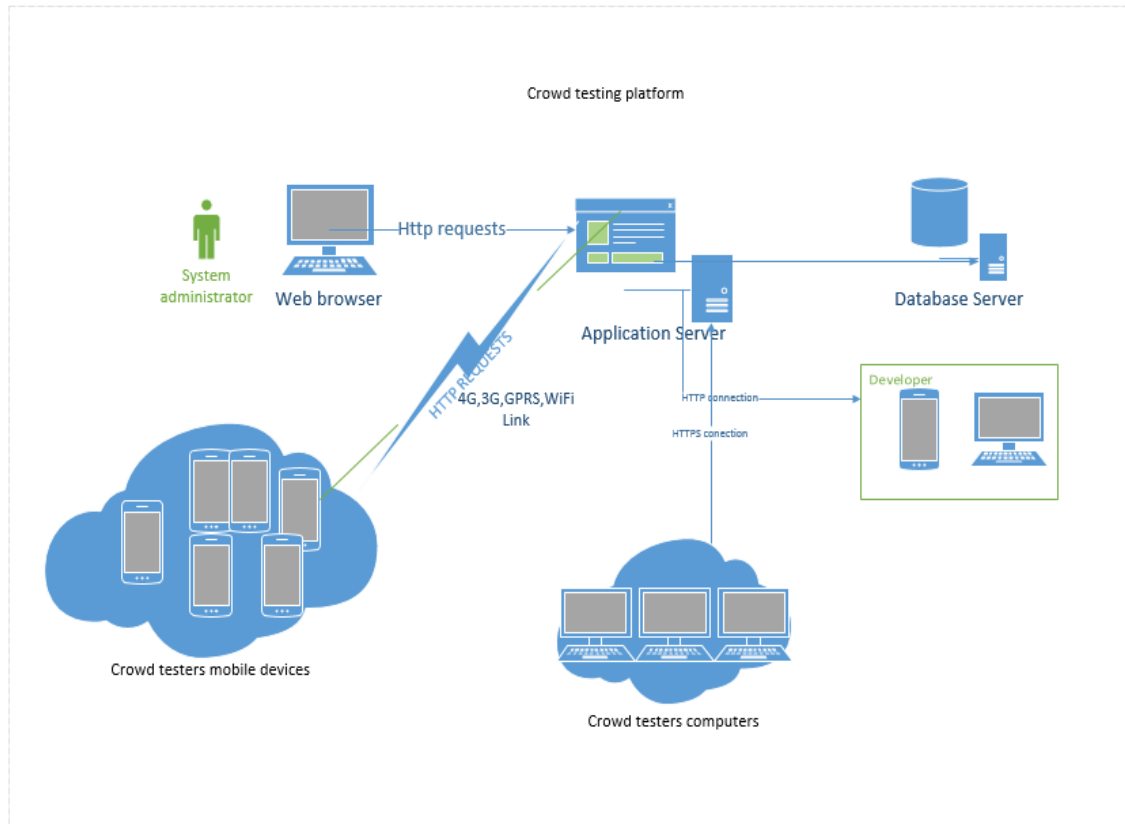 Crowd testing platform
Http requests
System
administrator
Web browser
Application Server
Database Server
HTTP REQUESTS
4G,3G,GPRS,WiFi
Link
Developer
HTTP connection
HTTPS conection
Crowd testers mobile devices
Crowd testers computers